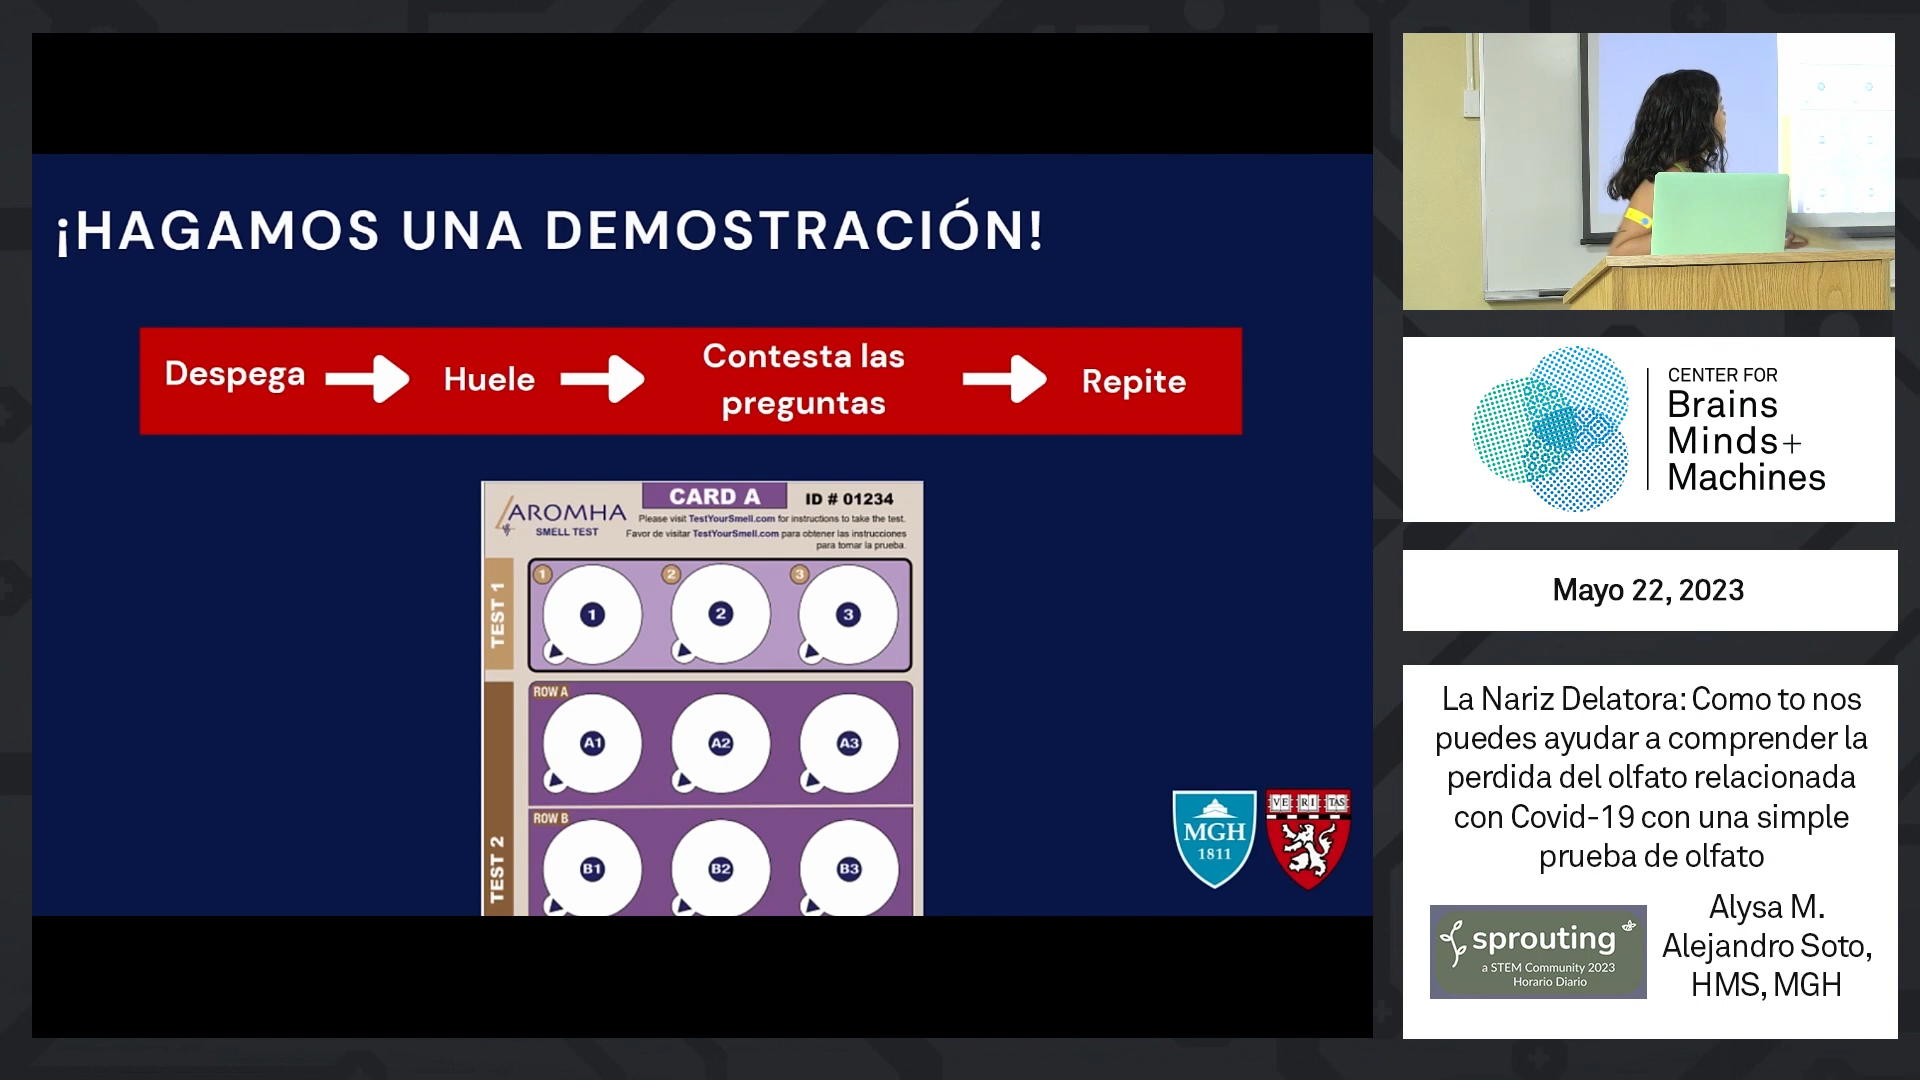 ¡HAGAMOS UNA DEMOSTRACIÓN!
Despega
Huele
Contesta las
preguntas
Repite
AROMHA
SMELL TEST
CARD A
ID # 01234
Please visit TestYourSmell.com for instructions to take the test.
Favor de visitar TestYourSmell.com para obtener las instrucciones
para tomar la prueba.
TEST 1
1
1
2
2
3
3
TEST 2
ROW A
A1
A2
A3
ROW B
B1
B2
B3
MGH
1811
VE RI TAS
CENTER FOR
Brains
Minds+
Machines
Mayo 22, 2023
La Nariz Delatora: Como to nos
puedes ayudar a comprender la
perdida del olfato relacionada
con Covid-19 con una simple
prueba de olfato
sprouting
a STEM Community 2023
Horario Diario
Alysa M.
Alejandro Soto,
HMS, MGH